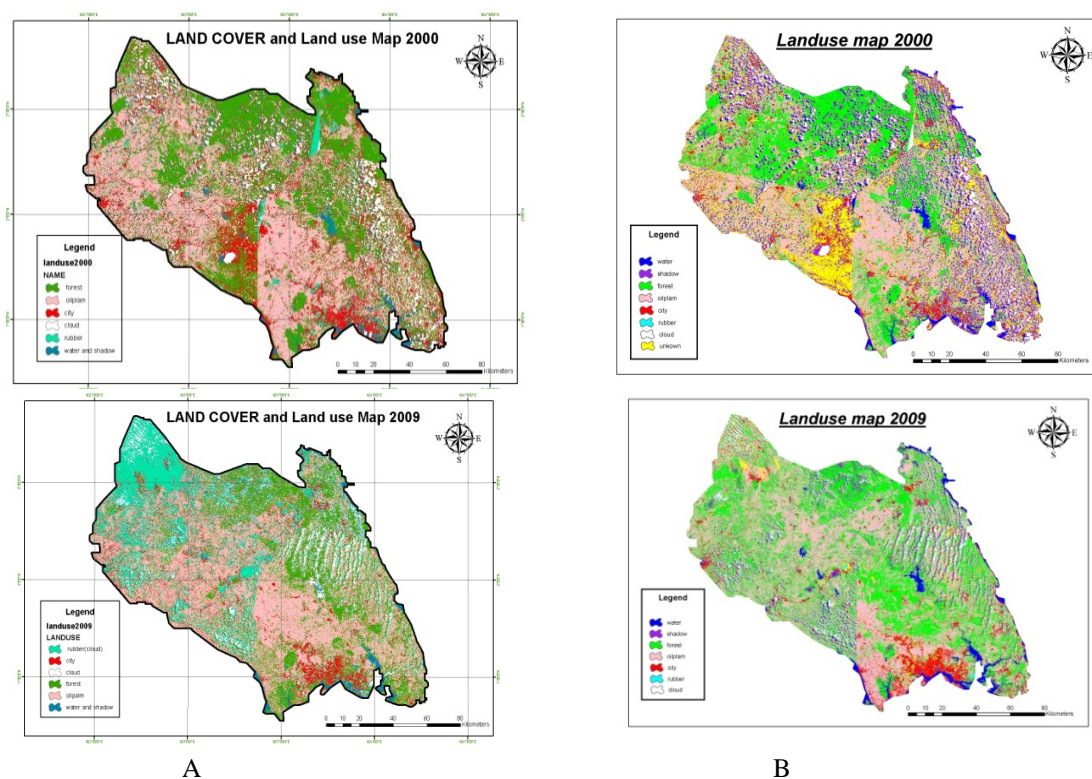 LAND COVER and Land use Map 2000
N
W E
S
Legend
landuse2000
NAME
forest
oilplam
city
cloud
rubber
water and shadow
0 10 20 40 60 80
Kilometers
Landuse map 2000
N
W E
S
Legend
water
shadow
forest
oilplam
city
rubber
cloud
unkown
0 10 20 40 60 80
Kilometers
LAND COVER and Land use Map 2009
N
W E
S
Legend
landuse2009
LANDUSE
rubber(cloud)
city
cloud
forest
oilpalm
water and shadow
0 10 20 40 60 80
Kilometers
Landuse map 2009
N
W E
S
Legend
water
shadow
forest
oilplam
city
rubber
cloud
0 10 20 40 60 80
Kilometers
A B